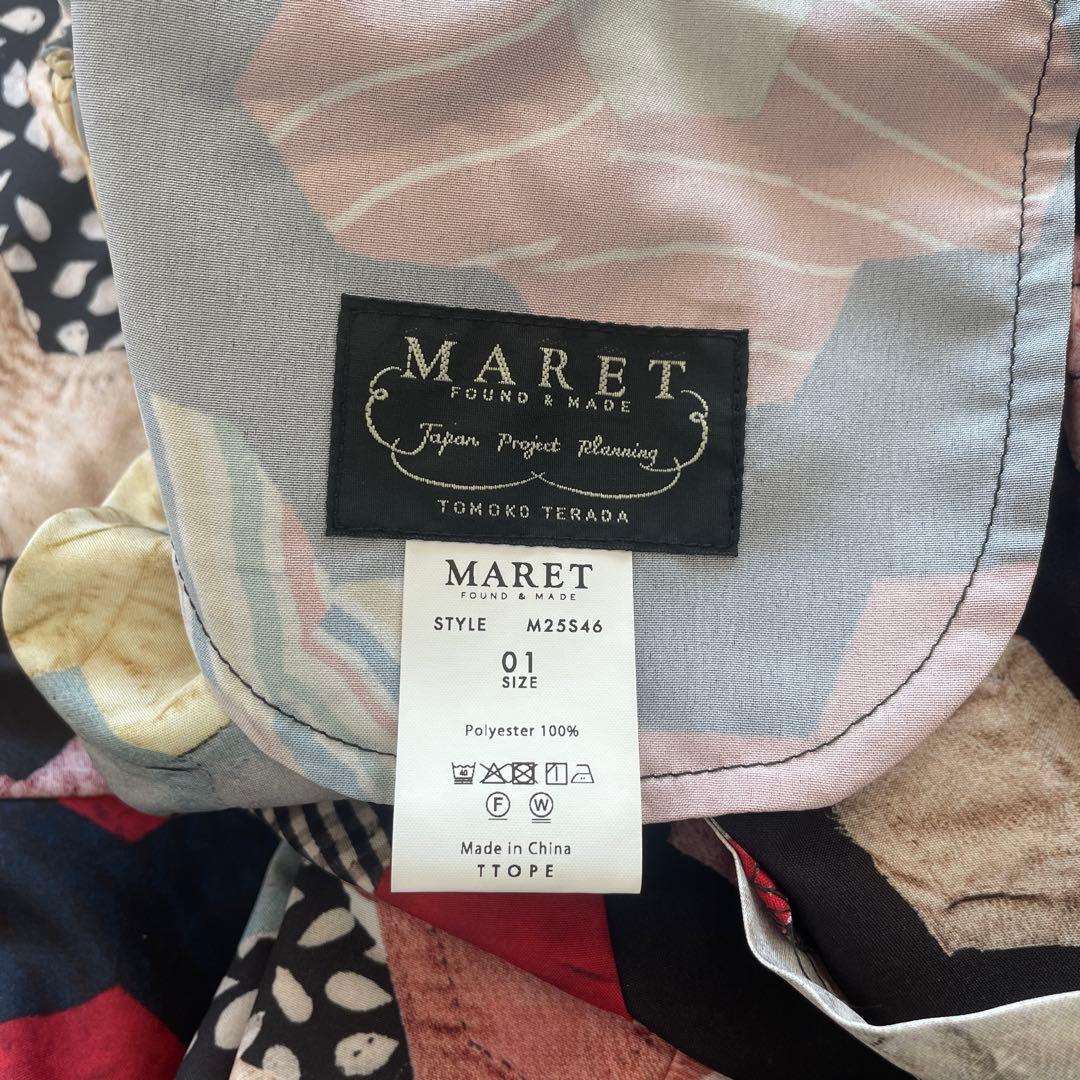 MARET
FOUND & MADE
Japan Project Planning
TOMOKO TERADA
MARET
FOUND & MADE
STYLE M25S46
01
SIZE
Polyester 100%
40
F W
Made in China
TTOPE